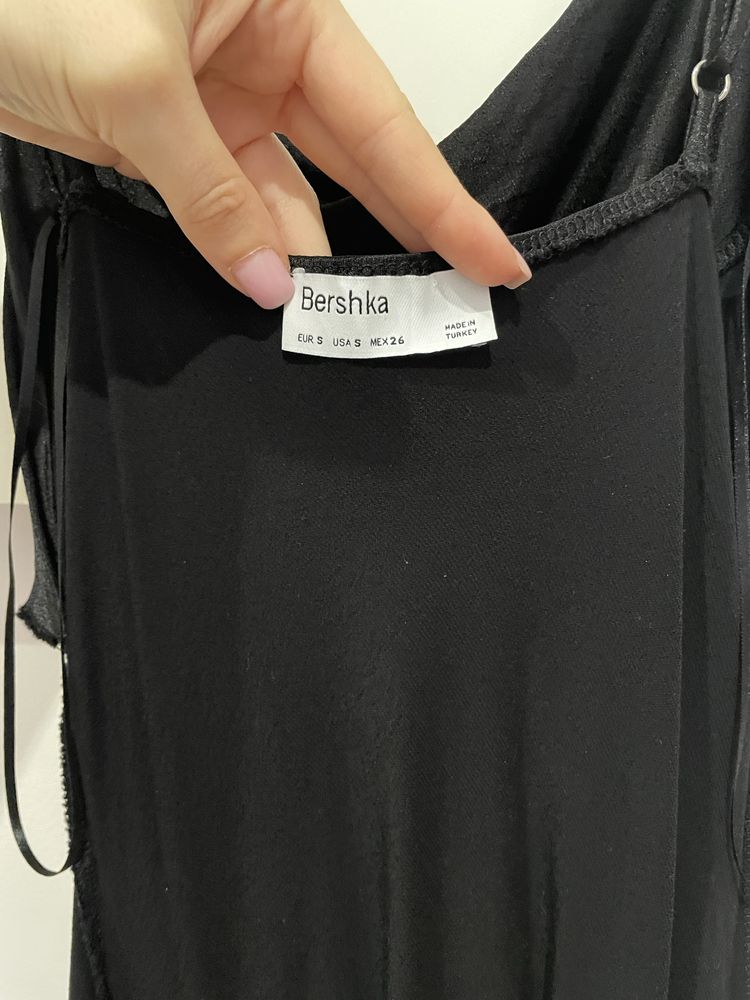 Bershka
EUR S USA S MEX 26
MADE IN
TURKEY